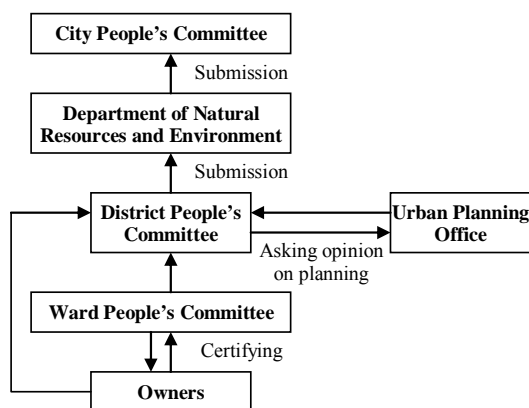 City People's Committee
Submission
Department of Natural
Resources and Environment
Submission
District People's
Committee
Urban Planning
Office
Asking opinion
on planning
Ward People's Committee
Certifying
Owners